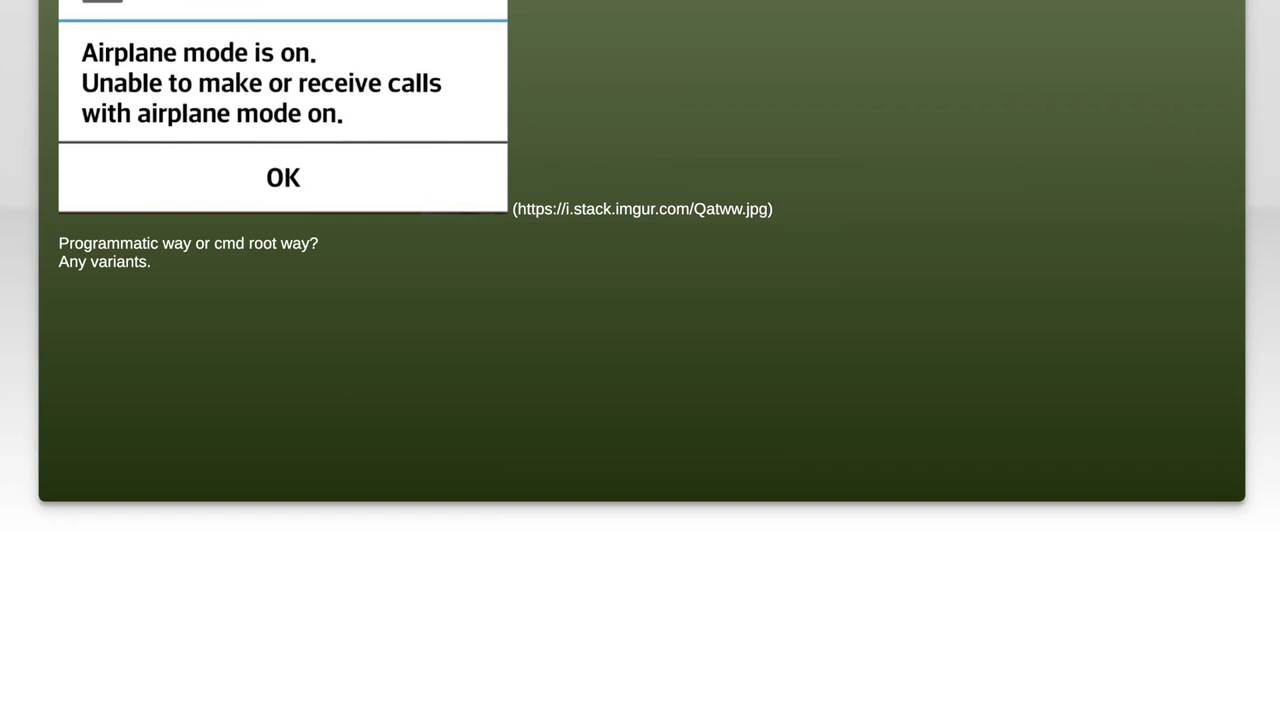 Airplane mode is on.
Unable to make or receive calls
with airplane mode on.
OK
(https://i.stack.imgur.com/Qatww.jpg)
Programmatic way or cmd root way?
Any variants.